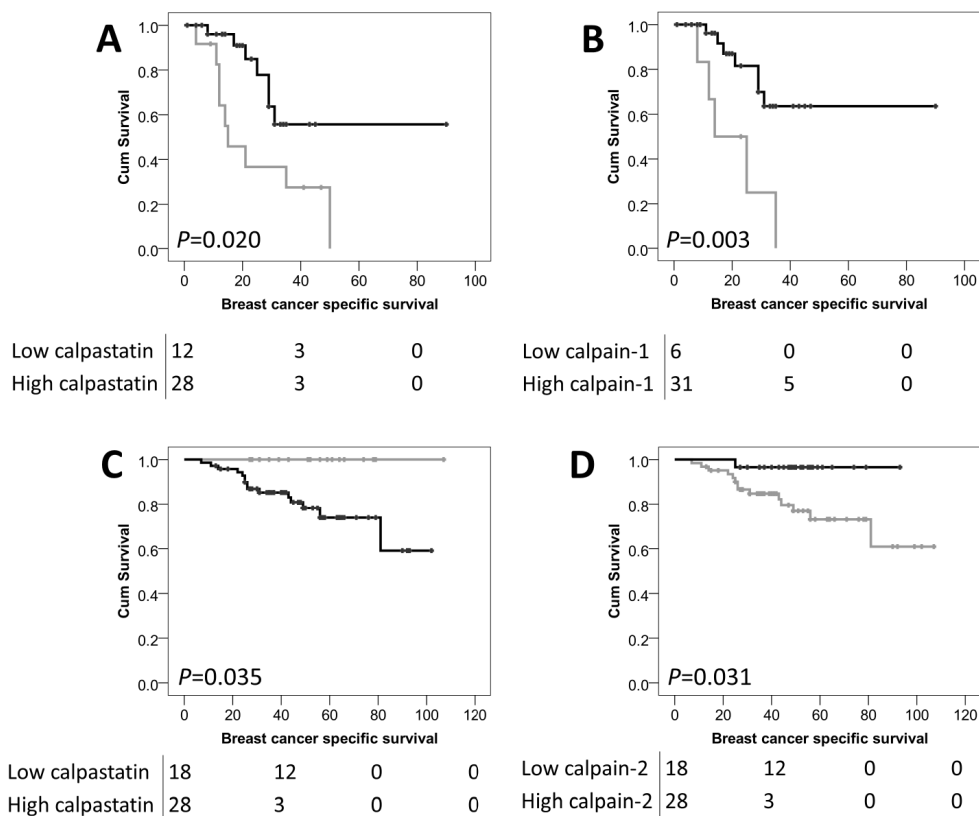 A
Cum Survival
1.0
0.8
0.6
0.4
0.2
0.0
P=0.020
0 20 40 60 80 100
Breast cancer specific survival
Low calpastatin 12 3 0
High calpastatin 28 3 0
B
Cum Survival
1.0
0.8
0.6
0.4
0.2
0.0
P=0.003
0 20 40 60 80 100
Breast cancer specific survival
Low calpain-1 6 0 0
High calpain-1 31 5 0
C
Cum Survival
1.0
0.8
0.6
0.4
0.2
0.0
P=0.035
0 20 40 60 80 100 120
Breast cancer specific survival
Low calpastatin 18 12 0 0
High calpastatin 28 3 0 0
D
Cum Survival
1.0
0.8
0.6
0.4
0.2
0.0
P=0.031
0 20 40 60 80 100 120
Breast cancer specific survival
Low calpain-2 18 12 0 0
High calpain-2 28 3 0 0